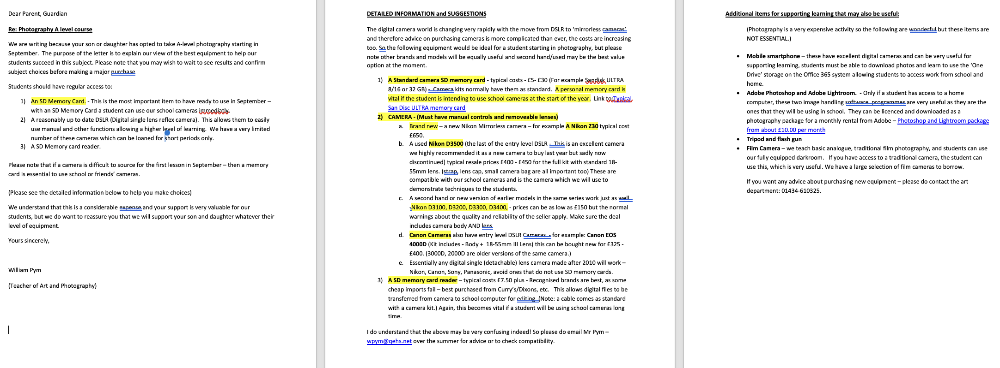 Dear Parent, Guardian
Re: Photography A level course
We are writing because your son or daughter has opted to take A-level photography starting in
September.  The purpose of the letter is to explain our view of the best equipment to help our
students succeed in this subject. Please note that you may wish to wait to see results and confirm
subject choices before making a major purchase
Students should have regular access to:
1) An SD Memory Card. - This is the most important item to have ready to use in September –
with an SD Memory Card a student can use our school cameras immediatly.
2) A reasonably up to date DSLR (Digital single lens reflex camera).  This allows them to easily
use manual and other functions allowing a higher level of learning.  We have a very limited
number of these cameras which can be loaned for short periods only.
3) A SD Memory card reader.
Please note that if a camera is difficult to source for the first lesson in September – then a memory
card is essential to use school or friends’ cameras.
(Please see the detailed information below to help you make choices)
We understand that this is a considerable expense and your support is very valuable for our
students, but we do want to reassure you that we will support your son and daughter whatever their
level of equipment.
Yours sincerely,
William Pym
(Teacher of Art and Photography)
DETAILED INFORMATION and SUGGESTIONS
The digital camera world is changing very rapidly with the move from DSLR to ‘mirrorless cameras’
and therefore advice on purchasing cameras is more complicated than ever, the costs are increasing
too. So the following equipment would be ideal for a student starting in photography, but please
note other brands and models will be equally useful and second hand/used may be the best value
option at the moment.
1) A Standard camera SD memory card - typical costs - £5- £30 (For example Sandisk ULTRA
8/16 or 32 GB) -  Camera kits normally have them as standard.  A personal memory card is
vital if the student is intending to use school cameras at the start of the year.  Link to:Typical
San Disc ULTRA memory card
2) CAMERA - (Must have manual controls and removeable lenses)
a. Brand new – a new Nikon Mirrorless camera – for example A Nikon Z30 typical cost
£650.
b. A used Nikon D3500 (the last of the entry level DSLR -  This is an excellent camera
we highly recommended it as a new camera to buy last year but sadly now
discontinued) typical resale prices £400 - £450 for the full kit with standard 18-
55mm lens. (strap, lens cap, small camera bag are all important too) These are
compatible with our school cameras and is the camera which we will use to
demonstrate techniques to the students.
c. A second hand or new version of earlier models in the same series work just as well
-Nikon D3100, D3200, D3300, D3400, - prices can be as low as £150 but the normal
warnings about the quality and reliability of the seller apply. Make sure the deal
includes camera body AND lens
d. Canon Cameras also have entry level DSLR Cameras  - for example: Canon EOS
4000D (Kit includes - Body +  18-55mm III Lens) this can be bought new for £325 -
£400. (3000D, 2000D are older versions of the same camera.)
e. Essentially any digital single (detachable) lens camera made after 2010 will work –
Nikon, Canon, Sony, Panasonic, avoid ones that do not use SD memory cards.
3) A SD memory card reader – typical costs £7.50 plus - Recognised brands are best, as some
cheap imports fail – best purchased from Curry’s/Dixons, etc.   This allows digital files to be
transferred from camera to school computer for editing  (Note: a cable comes as standard
with a camera kit.) Again, this becomes vital if a student will be using school cameras long
time.
I do understand that the above may be very confusing indeed! So please do email Mr Pym –
wpym@qehs.net over the summer for advice or to check compatibility.
Additional items for supporting learning that may also be useful:
(Photography is a very expensive activity so the following are wonderful but these items are
NOT ESSENTIAL.)
• Mobile smartphone – these have excellent digital cameras and can be very useful for
supporting learning, students must be able to download photos and learn to use the ‘One
Drive’ storage on the Office 365 system allowing students to access work from school and
home.
• Adobe Photoshop and Adobe Lightroom.  - Only if a student has access to a home
computer, these two image handling software  programmes are very useful as they are the
ones that they will be using in school.  They can be licenced and downloaded as a
photography package for a monthly rental from Adobe – Photoshop and Lightroom package
from about £10.00 per month
• Tripod and flash gun
• Film Camera – we teach basic analogue, traditional film photography, and students can use
our fully equipped darkroom.   If you have access to a traditional camera, the student can
use this, which is very useful. We have a large selection of film cameras to borrow.
If you want any advice about purchasing new equipment – please do contact the art
department: 01434-610325.